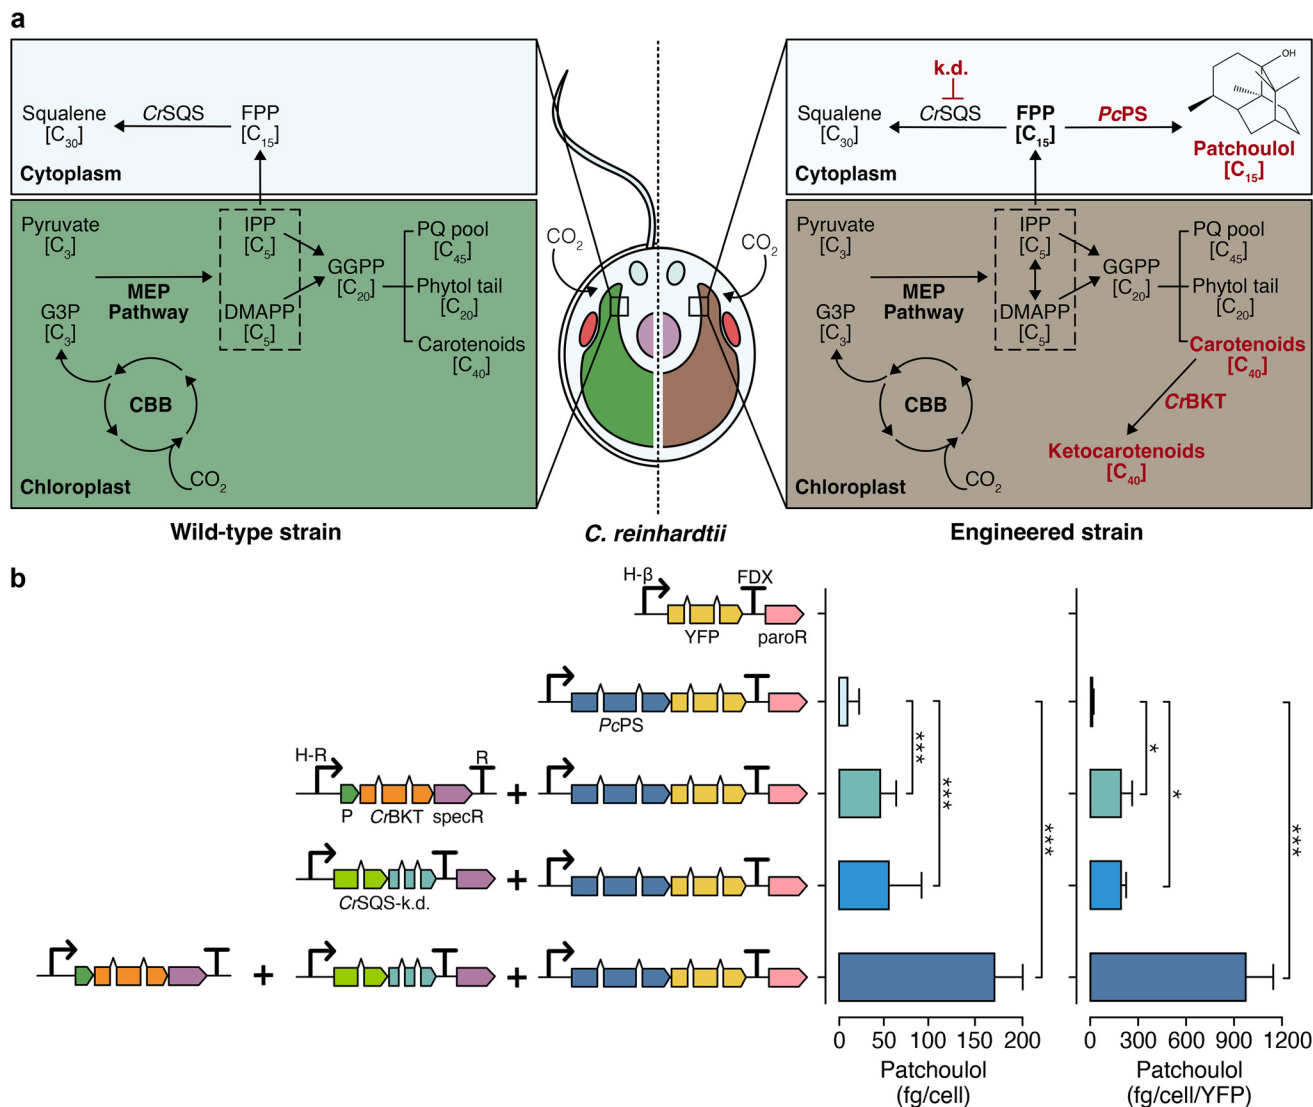 a
Squalene
[C30]
CrSQS
FPP
[C15]
Cytoplasm
Pyruvate
[C3]
G3P
[C3]
MEP
Pathway
IPP
[C5]
DMAPP
[C5]
GGPP
[C20]
PQ pool
[C45]
Phytol tail
[C20]
Carotenoids
[C40]
CBB
CO2
Chloroplast
Wild-type strain
CO2
CO2
C. reinhardtii
k.d.
Squalene
[C30]
CrSQS
FPP
[C15]
PcPS
OH
Patchoulol
[C15]
Cytoplasm
Pyruvate
[C3]
G3P
[C3]
MEP
Pathway
IPP
[C5]
DMAPP
[C5]
GGPP
[C20]
PQ pool
[C45]
Phytol tail
[C20]
Carotenoids
[C40]
CrBKT
Ketocarotenoids
[C40]
CBB
CO2
Chloroplast
Engineered strain
b
H-β
FDX
YFP
paroR
PcPS
H-R
R
P
CrBKT
specR
+
CrSQS-k.d.
+
+
+
***
***
***
*
*
***
0 50 100 150 200
Patchoulol
(fg/cell)
0 300 600 900 1200
Patchoulol
(fg/cell/YFP)